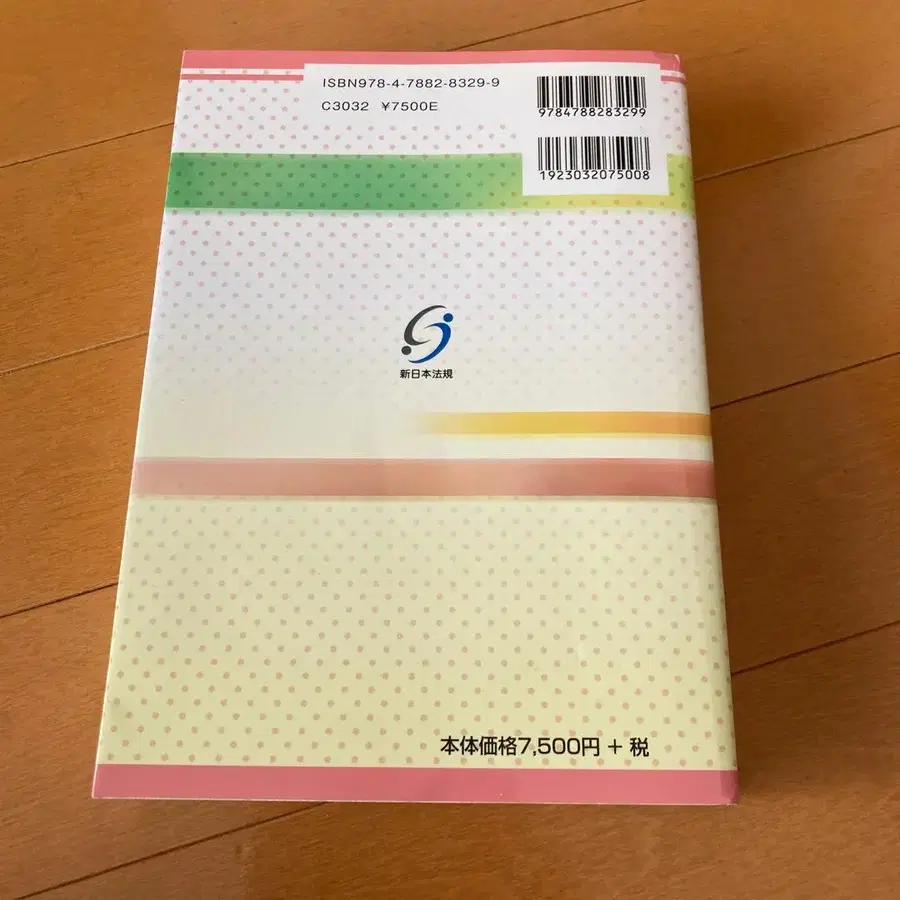 ISBN978-4-7882-8329-9
C3032 ¥7500E
9784788283299
1923032075008
新日本法規
本体価格7,500円 + 税